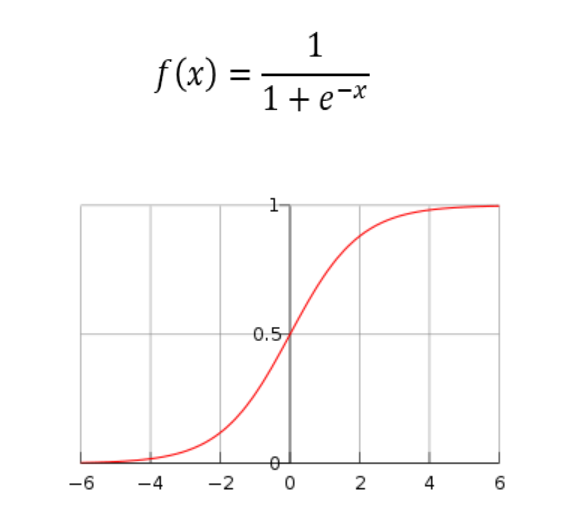 f(x) = 1 / (1 + e^{-x})
1
0.5
0
−6 −4 −2 0 2 4 6